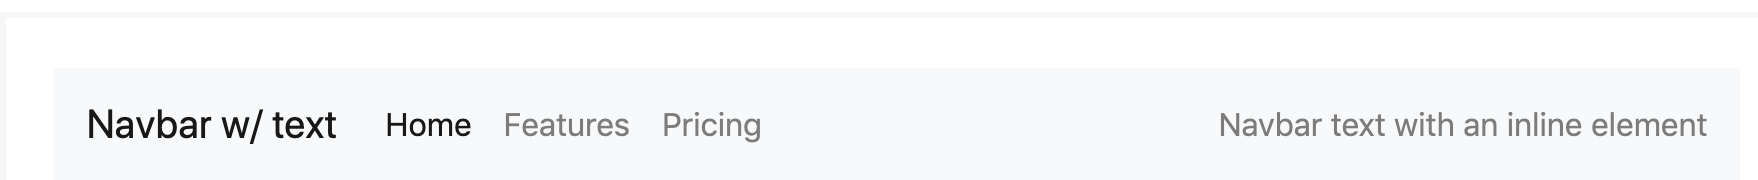 Navbar w/ text Home Features Pricing Navbar text with an inline element